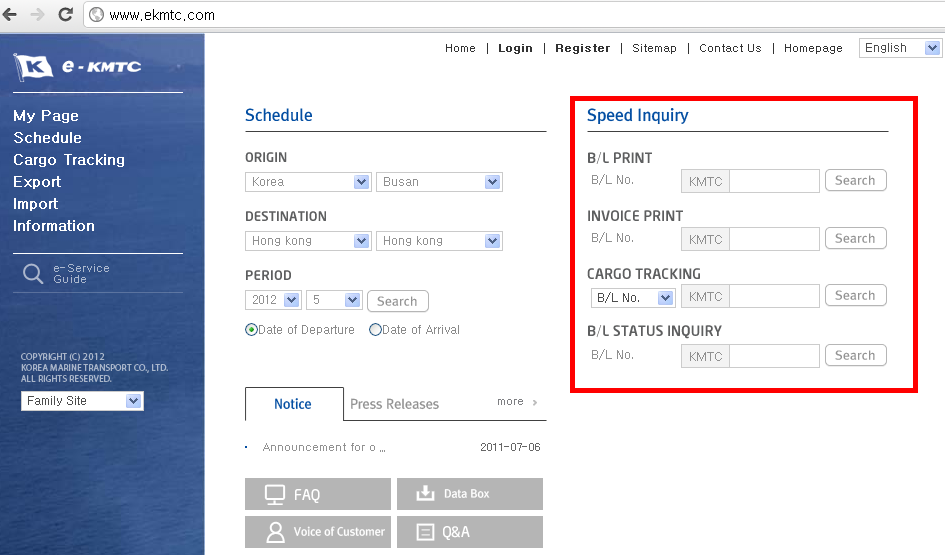 www.ekmtc.com
Home | Login | Register | Sitemap | Contact Us | Homepage English
K e-KMTC
My Page
Schedule
Cargo Tracking
Export
Import
Information
e-Service
Guide
COPYRIGHT (C) 2012
KOREA MARINE TRANSPORT CO., LTD.
ALL RIGHTS RESERVED.
Family Site
Schedule
ORIGIN
Korea Busan
DESTINATION
Hong kong Hong kong
PERIOD
2012 5 Search
Date of Departure Date of Arrival
Notice Press Releases more >
Announcement for o ... 2011-07-06
FAQ Data Box
Voice of Customer Q&A
Speed Inquiry
B/L PRINT
B/L No. KMTC Search
INVOICE PRINT
B/L No. KMTC Search
CARGO TRACKING
B/L No. KMTC Search
B/L STATUS INQUIRY
B/L No. KMTC Search